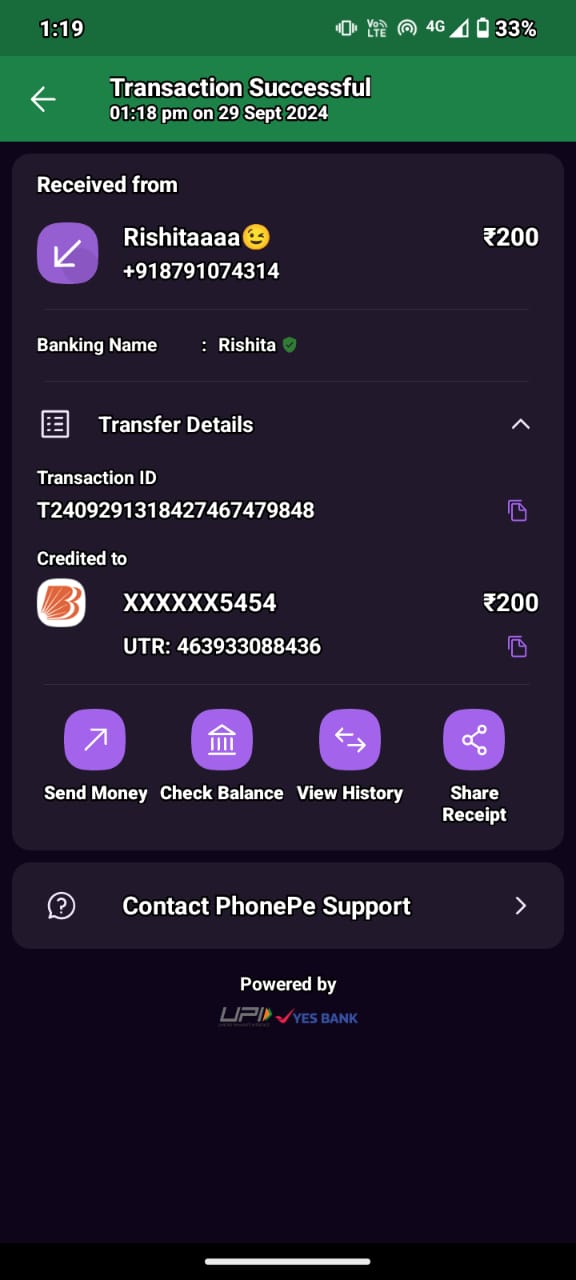 1:19 Vo)) LTE 4G 33%
Transaction Successful
01:18 pm on 29 Sept 2024
Received from
Rishitaaaa😉 ₹200
+918791074314
Banking Name : Rishita
Transfer Details
Transaction ID
T2409291318427467479848
Credited to
XXXXXX5454 ₹200
UTR: 463933088436
Send Money Check Balance View History Share
Receipt
Contact PhonePe Support
Powered by
UPI YES BANK